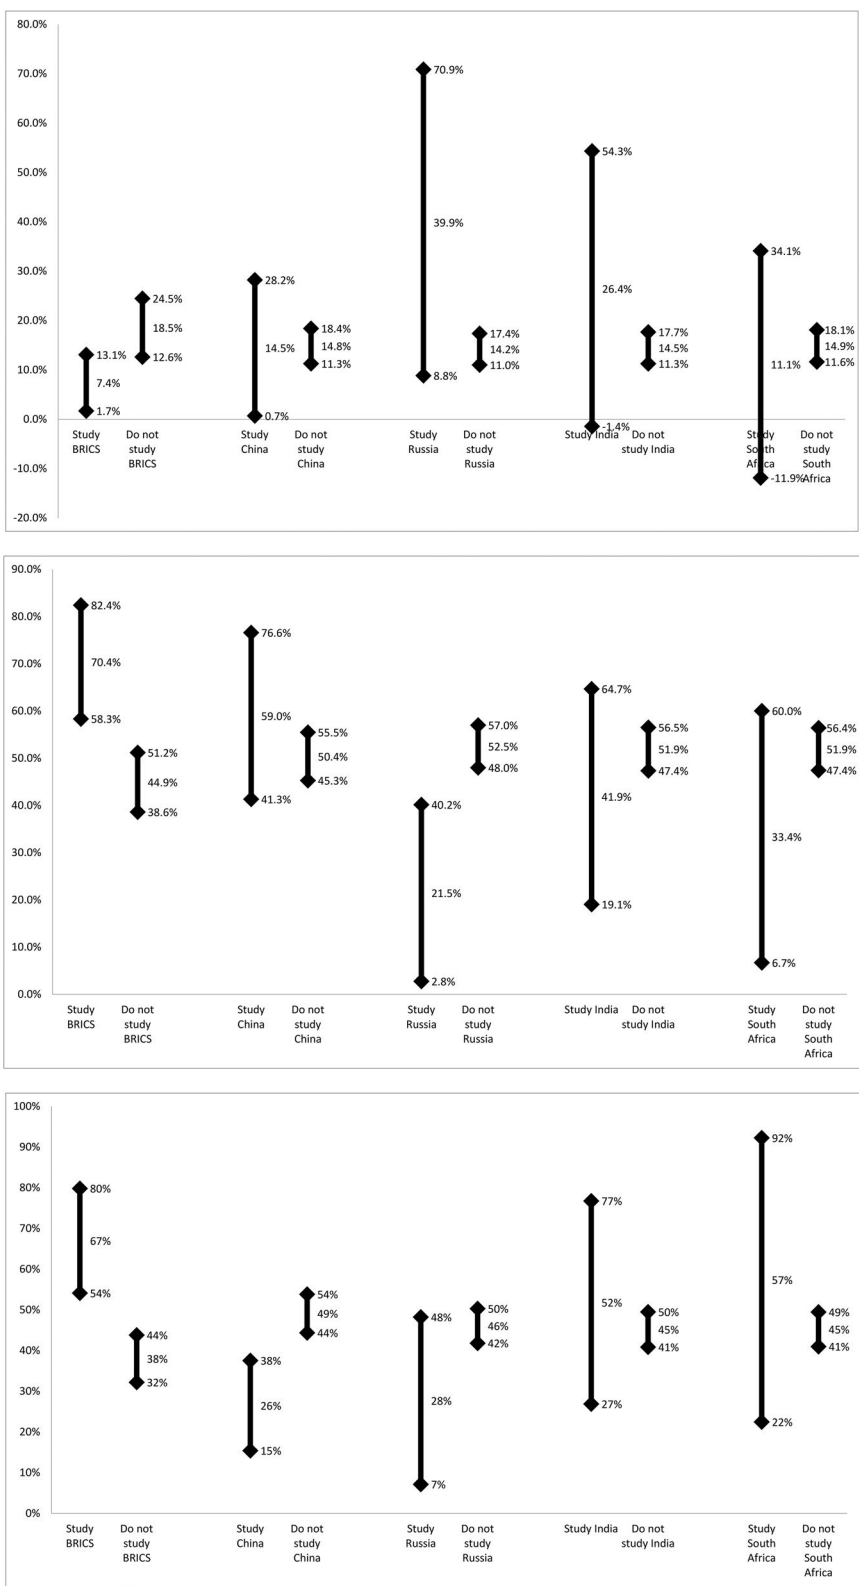 80.0%
70.0%
60.0%
50.0%
40.0%
30.0%
20.0%
10.0%
0.0%
-10.0%
-20.0%
13.1%
7.4%
1.7%
24.5%
18.5%
12.6%
28.2%
14.5%
0.7%
18.4%
14.8%
11.3%
70.9%
39.9%
8.8%
17.4%
14.2%
11.0%
54.3%
26.4%
-1.4%
17.7%
14.5%
11.3%
34.1%
11.1%
-11.9%
18.1%
14.9%
11.6%
Study
BRICS
Do not
study
BRICS
Study
China
Do not
study
China
Study
Russia
Do not
study
Russia
Study India
Do not
study India
Study
South
Africa
Do not
study
South
Africa
90.0%
80.0%
70.0%
60.0%
50.0%
40.0%
30.0%
20.0%
10.0%
0.0%
82.4%
70.4%
58.3%
51.2%
44.9%
38.6%
76.6%
59.0%
41.3%
55.5%
50.4%
45.3%
40.2%
21.5%
2.8%
57.0%
52.5%
48.0%
64.7%
41.9%
19.1%
56.5%
51.9%
47.4%
60.0%
33.4%
6.7%
56.4%
51.9%
47.4%
Study
BRICS
Do not
study
BRICS
Study
China
Do not
study
China
Study
Russia
Do not
study
Russia
Study India
Do not
study India
Study
South
Africa
Do not
study
South
Africa
100%
90%
80%
70%
60%
50%
40%
30%
20%
10%
0%
80%
67%
54%
44%
38%
32%
38%
26%
15%
54%
49%
44%
48%
28%
7%
50%
46%
42%
77%
52%
27%
50%
45%
41%
92%
57%
22%
49%
45%
41%
Study
BRICS
Do not
study
BRICS
Study
China
Do not
study
China
Study
Russia
Do not
study
Russia
Study India
Do not
study India
Study
South
Africa
Do not
study
South
Africa